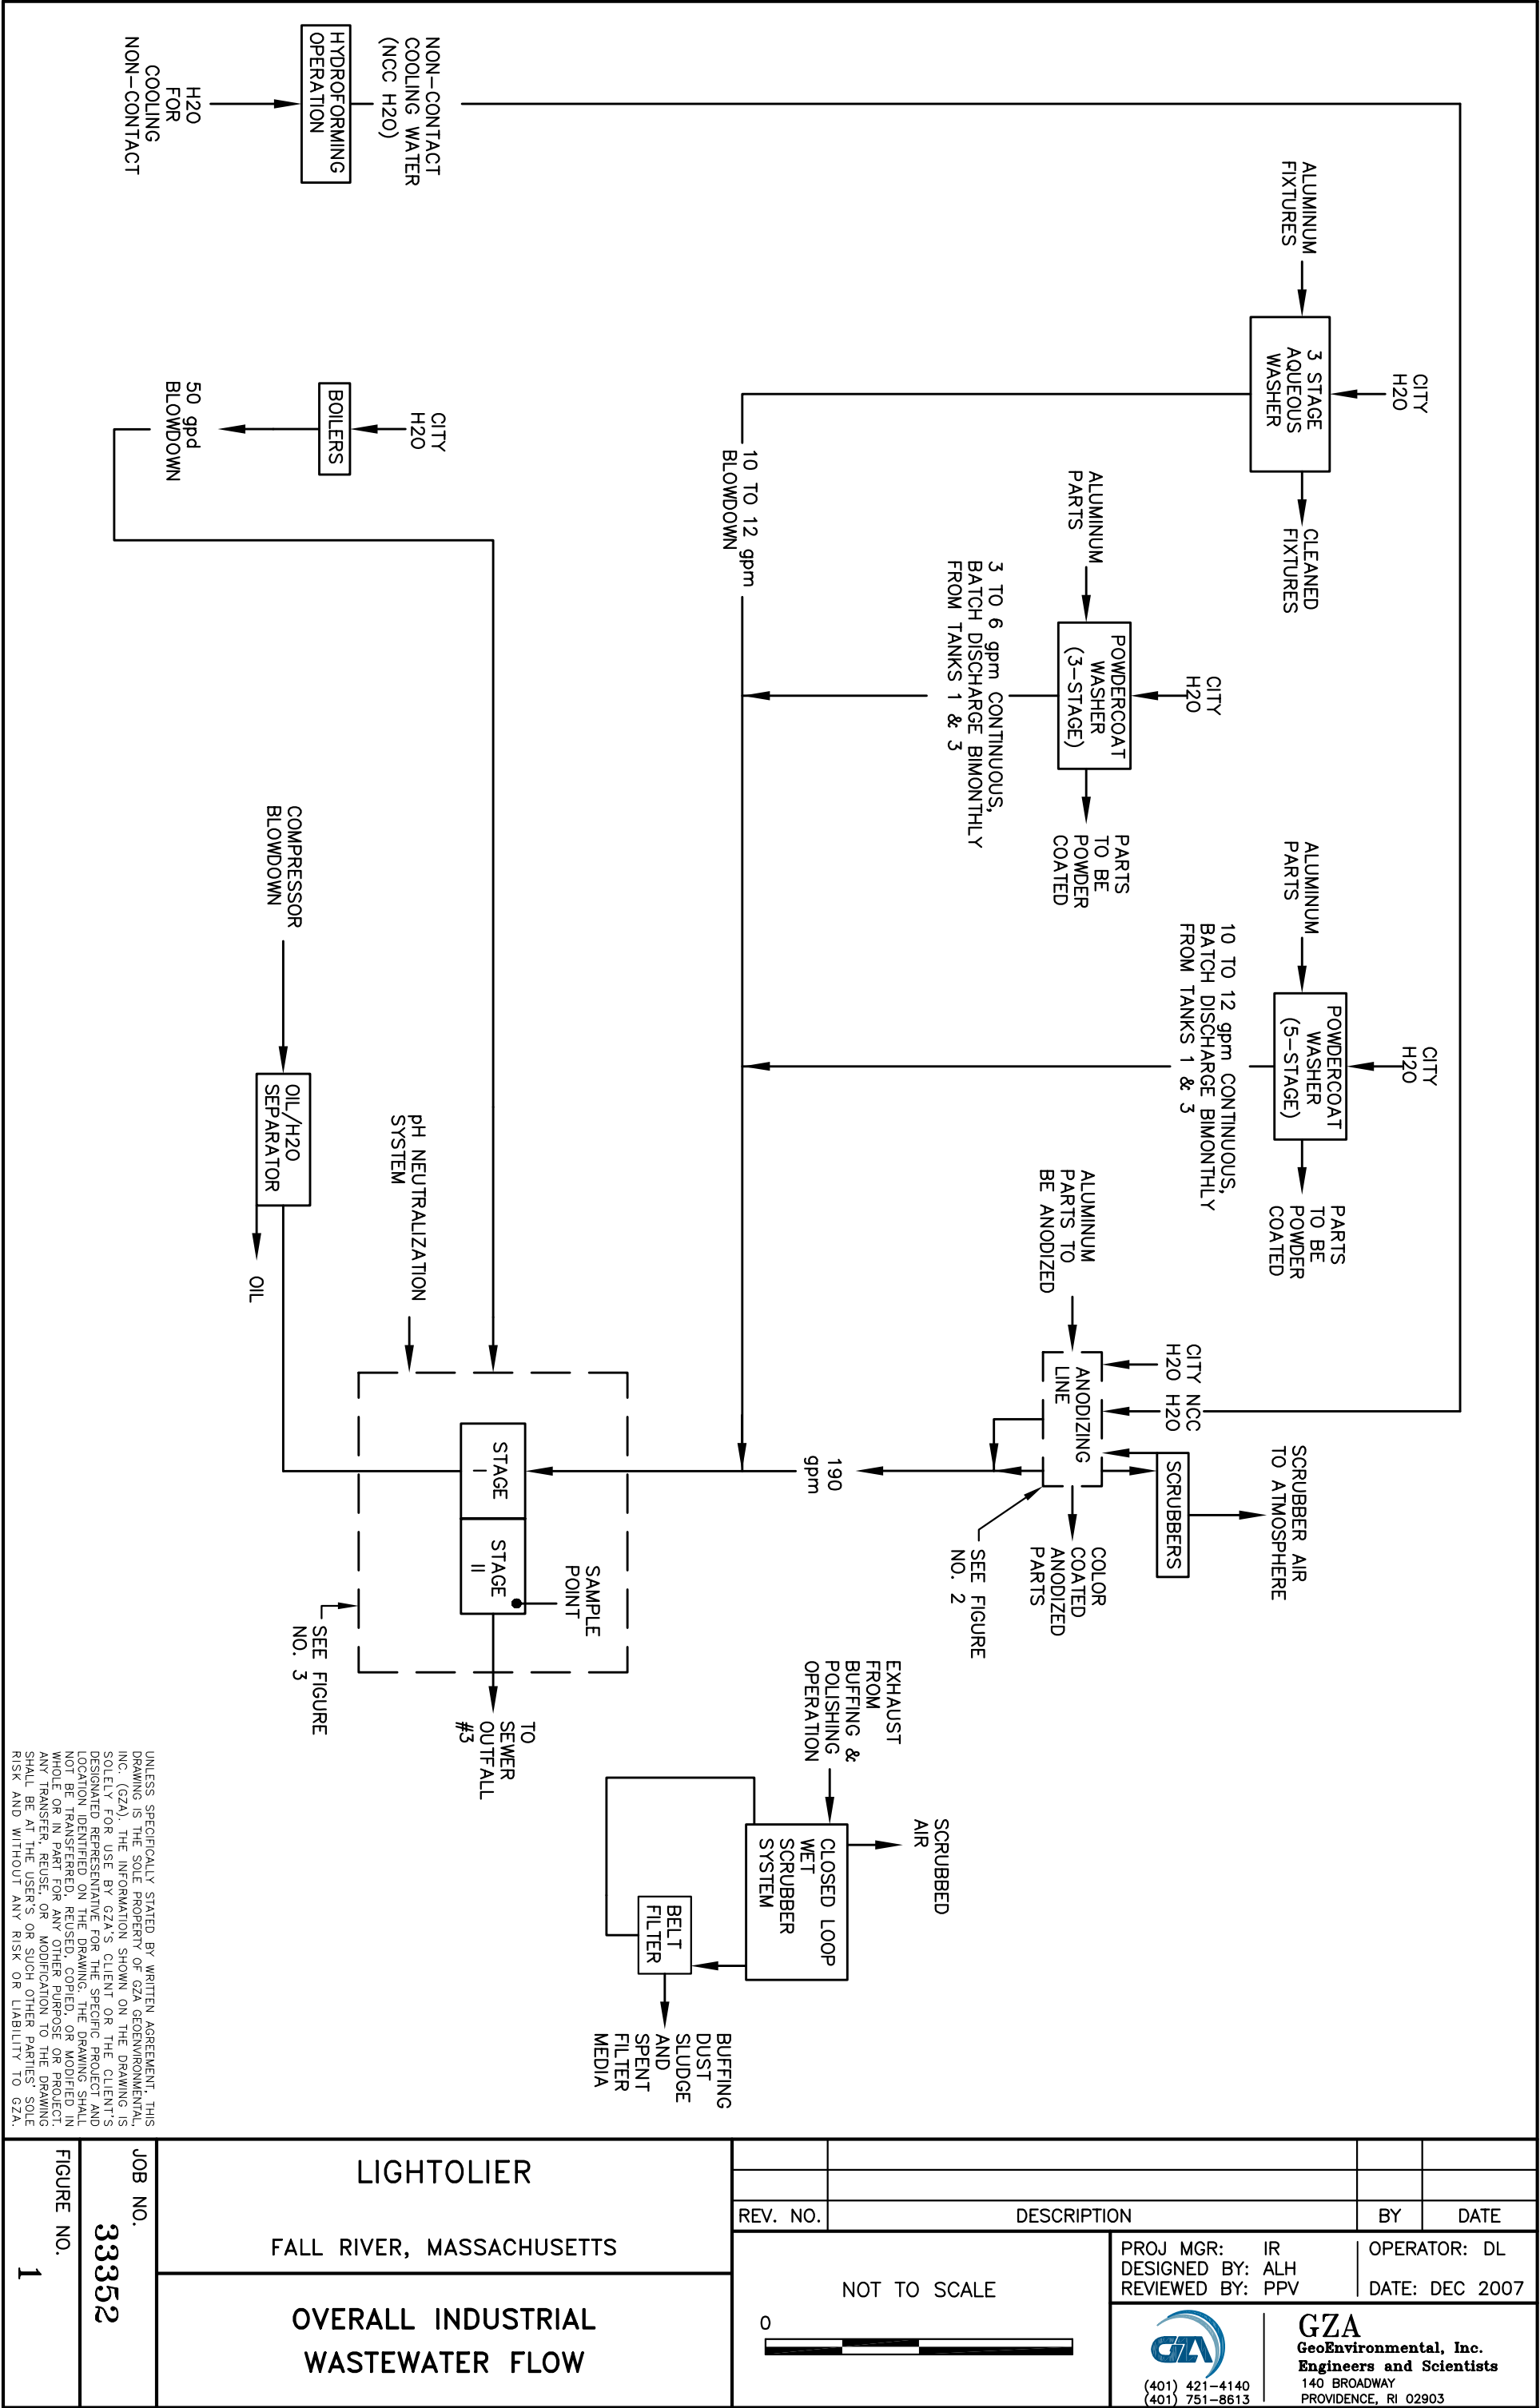 NON-CONTACT
COOLING WATER
(NCC H2O)
HYDROFORMING
OPERATION
H2O
FOR
COOLING
NON-CONTACT
ALUMINUM
FIXTURES
CITY
H2O
3 STAGE
AQUEOUS
WASHER
CLEANED
FIXTURES
10 TO 12 gpm
BLOWDOWN
CITY
H2O
BOILERS
50 gpd
BLOWDOWN
ALUMINUM
PARTS
CITY
H2O
POWDERCOAT
WASHER
(3-STAGE)
PARTS
TO BE
POWDER
COATED
3 TO 6 gpm CONTINUOUS,
BATCH DISCHARGE BIMONTHLY
FROM TANKS 1 & 3
ALUMINUM
PARTS
CITY
H2O
POWDERCOAT
WASHER
(5-STAGE)
PARTS
TO BE
POWDER
COATED
10 TO 12 gpm CONTINUOUS,
BATCH DISCHARGE BIMONTHLY
FROM TANKS 1 & 3
COMPRESSOR
BLOWDOWN
OIL/H2O
SEPARATOR
OIL
pH NEUTRALIZATION
SYSTEM
ALUMINUM
PARTS TO
BE ANODIZED
CITY NCC
H2O H2O
ANODIZING
LINE
SCRUBBERS
SCRUBBER AIR
TO ATMOSPHERE
COLOR
COATED
ANODIZED
PARTS
SEE FIGURE
NO. 2
190
gpm
STAGE
I
STAGE
II
SAMPLE
POINT
SEE FIGURE
NO. 3
TO
SEWER
OUTFALL
#3
EXHAUST
FROM
BUFFING &
POLISHING
OPERATION
SCRUBBED
AIR
CLOSED LOOP
WET
SCRUBBER
SYSTEM
BELT
FILTER
BUFFING
DUST
SLUDGE
AND
SPENT
FILTER
MEDIA
UNLESS SPECIFICALLY STATED BY WRITTEN AGREEMENT, THIS
DRAWING IS THE SOLE PROPERTY OF GZA GEOENVIRONMENTAL,
INC. (GZA). THE INFORMATION SHOWN ON THE DRAWING IS
SOLELY FOR USE BY GZA'S CLIENT OR THE CLIENT'S
DESIGNATED REPRESENTATIVE FOR THE SPECIFIC PROJECT AND
LOCATION IDENTIFIED ON THE DRAWING. THE DRAWING SHALL
NOT BE TRANSFERRED, REUSED, COPIED, OR MODIFIED IN
WHOLE OR IN PART FOR ANY OTHER PURPOSE OR PROJECT.
ANY TRANSFER, REUSE, OR MODIFICATION TO THE DRAWING
SHALL BE AT THE USER'S OR SUCH OTHER PARTIES' SOLE
RISK AND WITHOUT ANY RISK OR LIABILITY TO GZA.
REV. NO. DESCRIPTION BY DATE
LIGHTOLIER
FALL RIVER, MASSACHUSETTS
OVERALL INDUSTRIAL
WASTEWATER FLOW
NOT TO SCALE
0
PROJ MGR: IR
DESIGNED BY: ALH
REVIEWED BY: PPV
OPERATOR: DL
DATE: DEC 2007
GZA
(401) 421-4140
(401) 751-8613
GZA
GeoEnvironmental, Inc.
Engineers and Scientists
140 BROADWAY
PROVIDENCE, RI 02903
JOB NO.
33352
FIGURE NO.
1